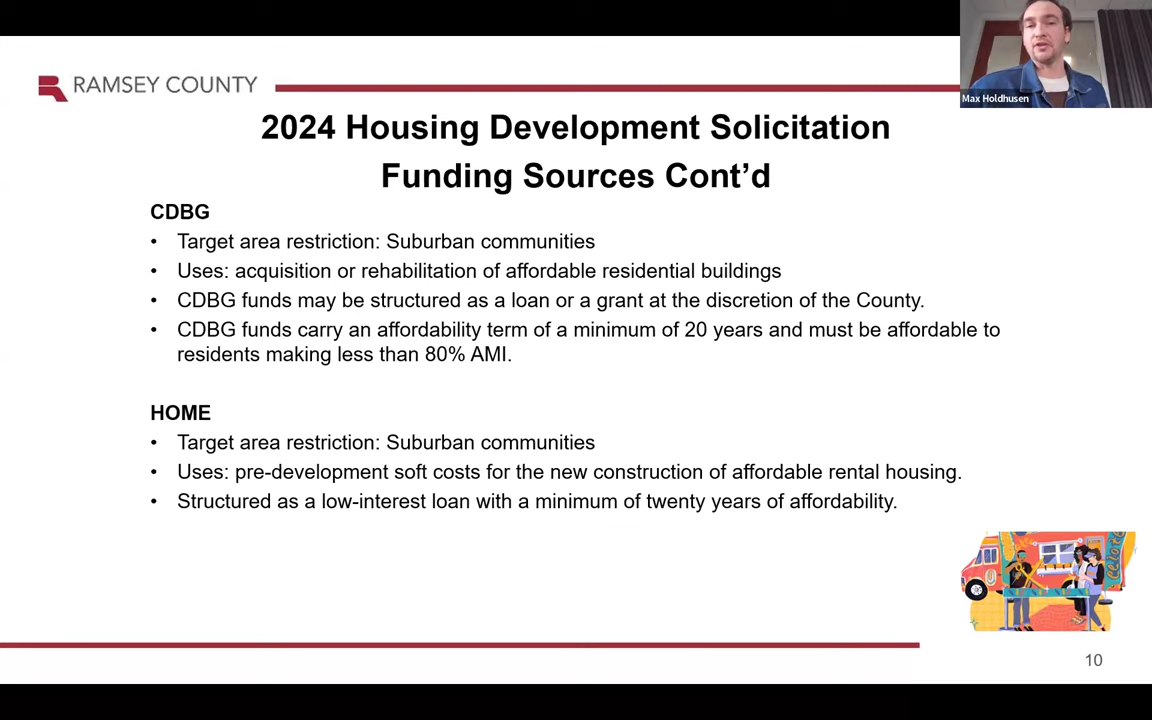 RAMSEY COUNTY
Max Holdhusen
2024 Housing Development Solicitation
Funding Sources Cont’d
CDBG
• Target area restriction: Suburban communities
• Uses: acquisition or rehabilitation of affordable residential buildings
• CDBG funds may be structured as a loan or a grant at the discretion of the County.
• CDBG funds carry an affordability term of a minimum of 20 years and must be affordable to
residents making less than 80% AMI.
HOME
• Target area restriction: Suburban communities
• Uses: pre-development soft costs for the new construction of affordable rental housing.
• Structured as a low-interest loan with a minimum of twenty years of affordability.
10